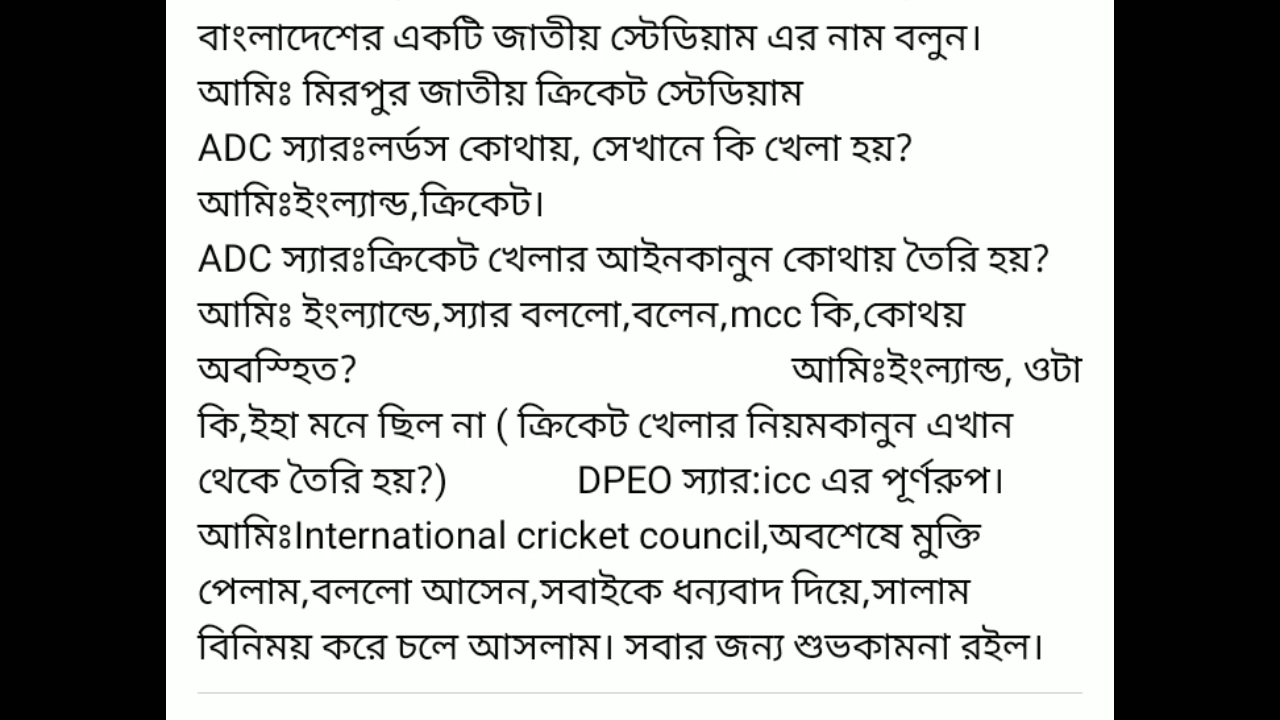 বাংলাদেশের একটি জাতীয় স্টেডিয়াম এর নাম বলুন।
আমিঃ মিরপুর জাতীয় ক্রিকেট স্টেডিয়াম
ADC স্যারঃলর্ডস কোথায়, সেখানে কি খেলা হয়?
আমিঃইংল্যান্ড,ক্রিকেট।
ADC স্যারঃক্রিকেট খেলার আইনকানুন কোথায় তৈরি হয়?
আমিঃ ইংল্যান্ডে,স্যার বললো,বলেন,mcc কি,কোথয়
অবস্হিত? আমিঃইংল্যান্ড, ওটা
কি,ইহা মনে ছিল না ( ক্রিকেট খেলার নিয়মকানুন এখান
থেকে তৈরি হয়?) DPEO স্যার:icc এর পূর্ণরুপ।
আমিঃInternational cricket council,অবশেষে মুক্তি
পেলাম,বললো আসেন,সবাইকে ধন্যবাদ দিয়ে,সালাম
বিনিময় করে চলে আসলাম। সবার জন্য শুভকামনা রইল।